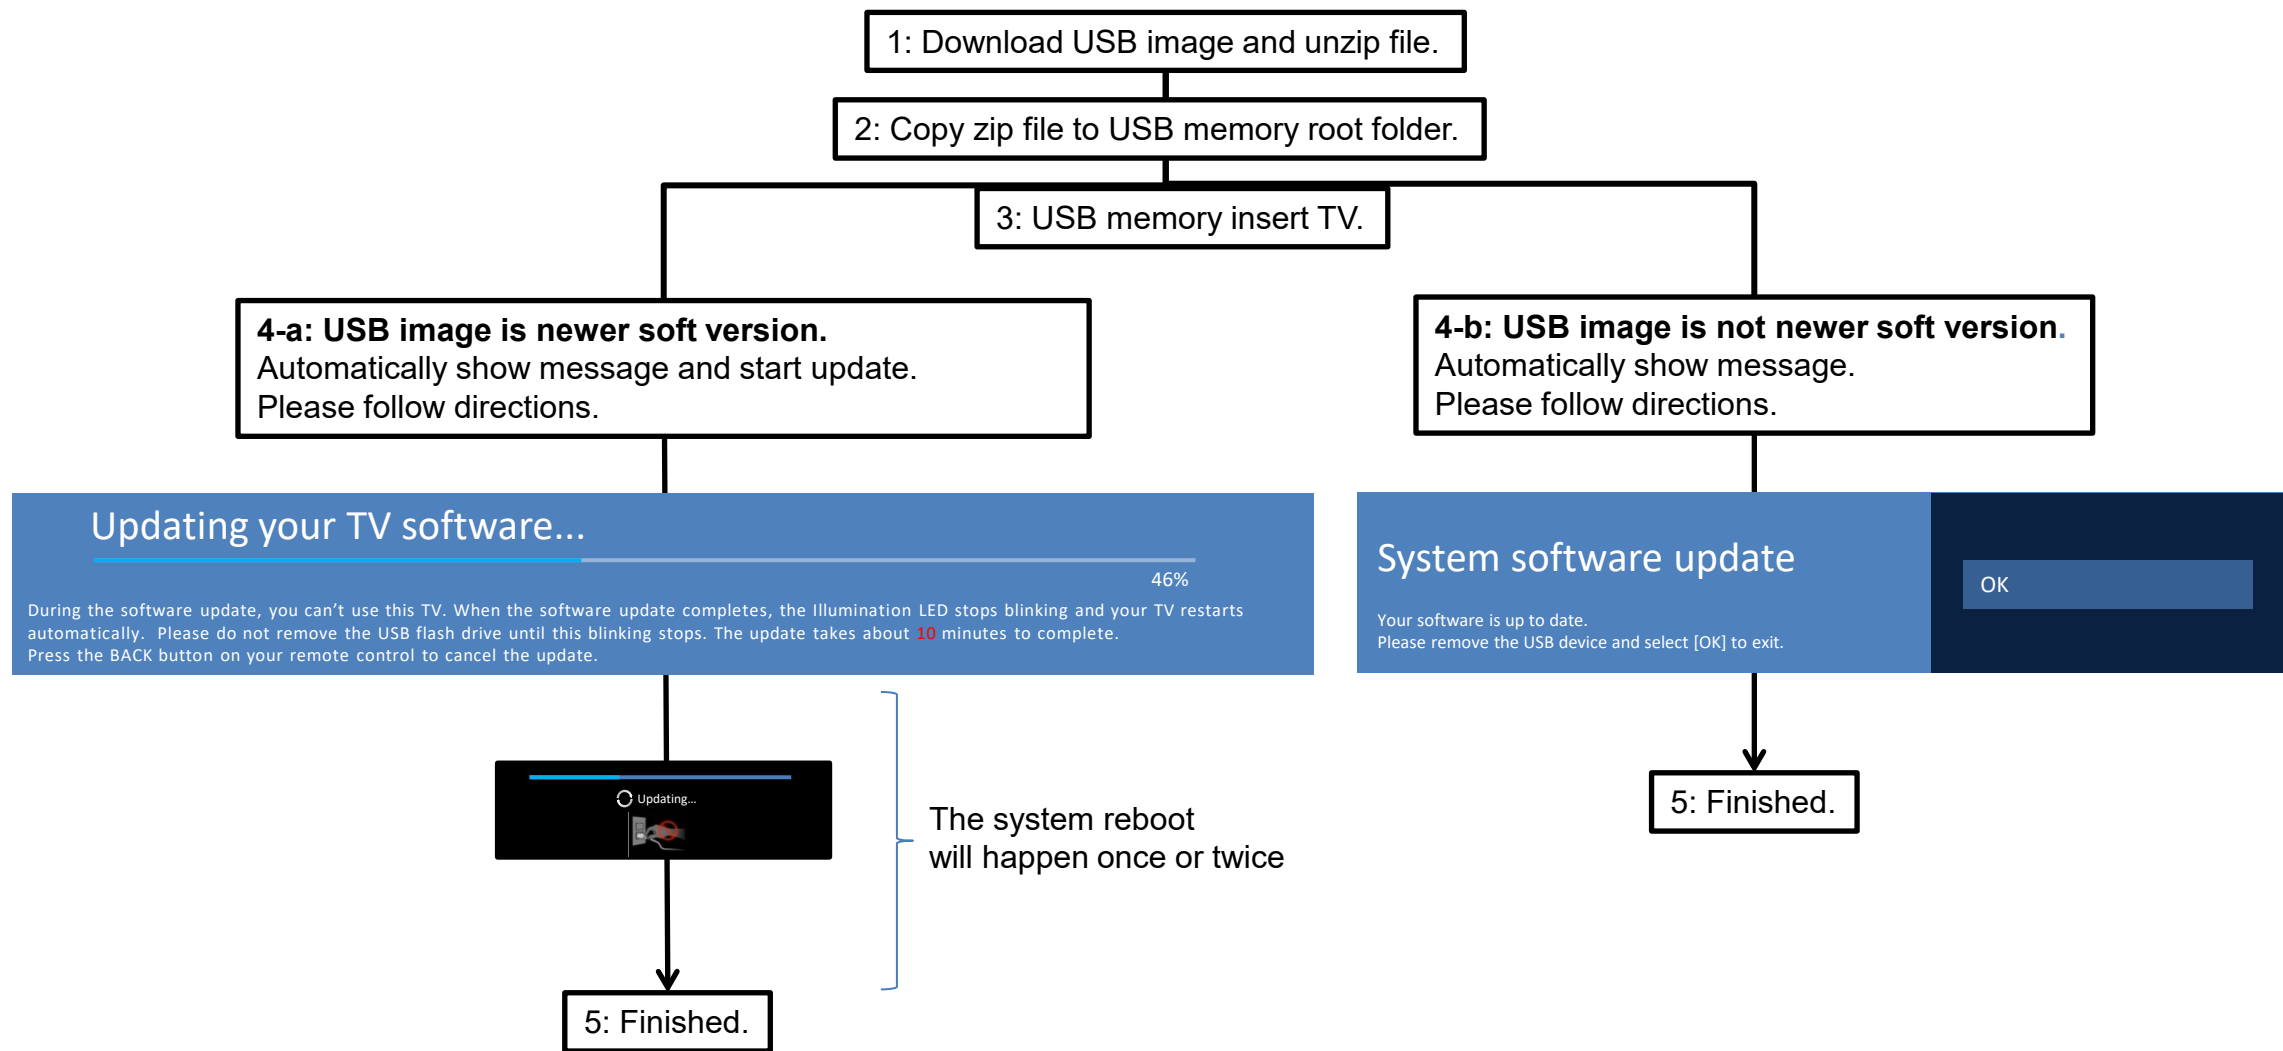 1: Download USB image and unzip file.
2: Copy zip file to USB memory root folder.
3: USB memory insert TV.
4-a: USB image is newer soft version.
Automatically show message and start update.
Please follow directions.
4-b: USB image is not newer soft version.
Automatically show message.
Please follow directions.
Updating your TV software...
46%
During the software update, you can’t use this TV. When the software update completes, the Illumination LED stops blinking and your TV restarts
automatically. Please do not remove the USB flash drive until this blinking stops. The update takes about 10 minutes to complete.
Press the BACK button on your remote control to cancel the update.
System software update
Your software is up to date.
Please remove the USB device and select [OK] to exit.
OK
Updating...
The system reboot
will happen once or twice
5: Finished.
5: Finished.